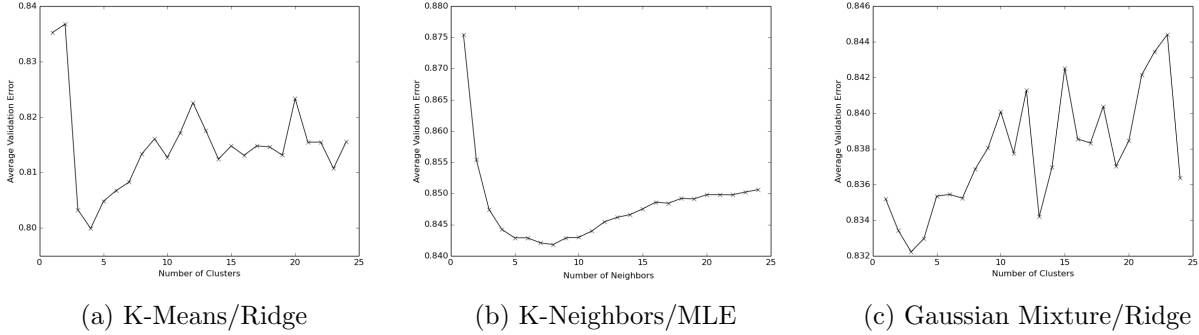 0.84
0.83
0.82
0.81
0.80
0 5 10 15 20 25
Average Validation Error
Number of Clusters
(a) K-Means/Ridge
0.880
0.875
0.870
0.865
0.860
0.855
0.850
0.845
0.840
0 5 10 15 20 25
Average Validation Error
Number of Neighbors
(b) K-Neighbors/MLE
0.846
0.844
0.842
0.840
0.838
0.836
0.834
0.832
0 5 10 15 20 25
Average Validation Error
Number of Clusters
(c) Gaussian Mixture/Ridge